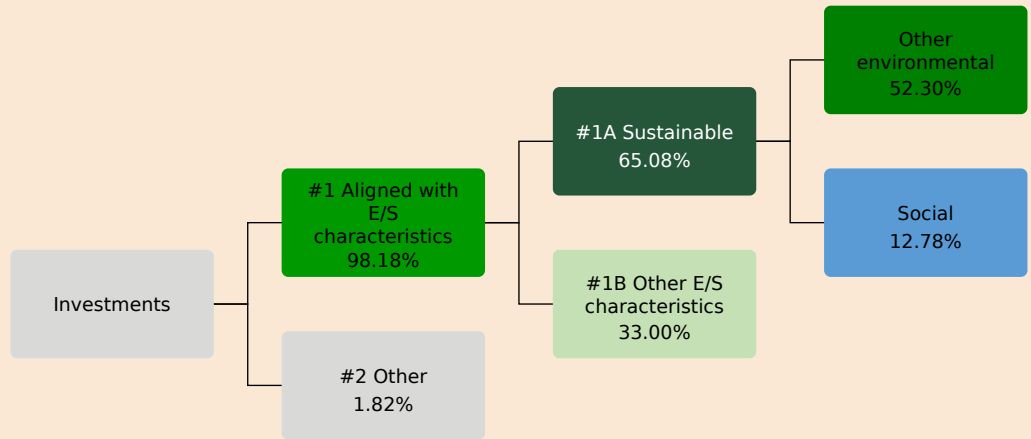 Investments
#1 Aligned with
E/S
characteristics
98.18%
#2 Other
1.82%
#1A Sustainable
65.08%
#1B Other E/S
characteristics
33.00%
Other
environmental
52.30%
Social
12.78%